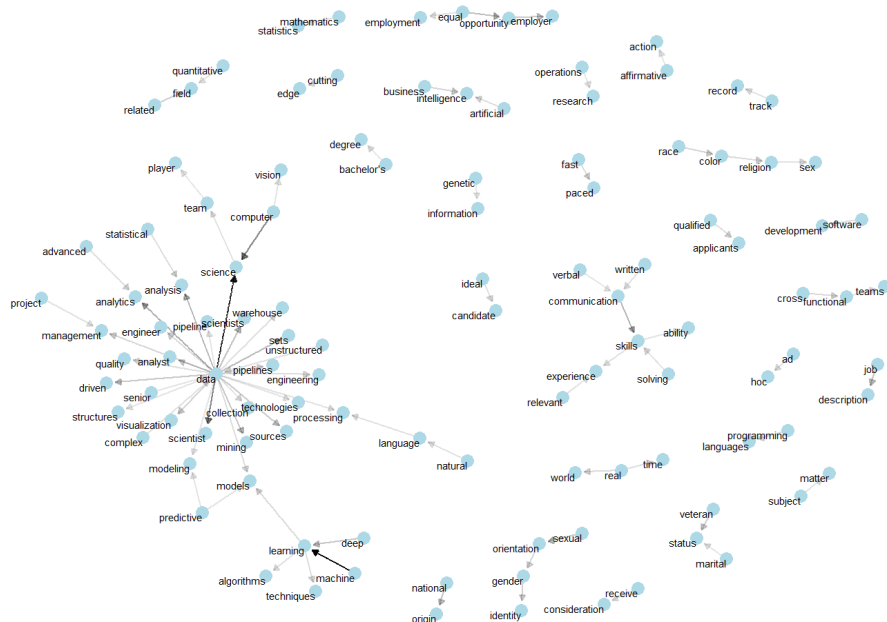 mathematics
statistics
employment
equal
opportunity
employer
action
affirmative
quantitative
field
related
cutting
edge
business
intelligence
artificial
operations
research
record
track
degree
bachelor's
race
color
religion
sex
player
vision
team
computer
genetic
information
fast
paced
statistical
advanced
science
qualified
applicants
development
software
verbal
written
communication
analysis
analytics
ideal
candidate
cross
functional
teams
project
management
engineer
pipeline
scientists
warehouse
sets
unstructured
skills
ability
quality
analyst
data
pipelines
engineering
experience
solving
relevant
ad
hoc
job
description
driven
senior
structures
visualization
complex
collection
technologies
processing
scientist
mining
sources
language
natural
programming
languages
modeling
models
predictive
world
real
time
matter
subject
veteran
status
marital
learning
deep
machine
algorithms
techniques
orientation
sexual
gender
identity
national
origin
receive
consideration